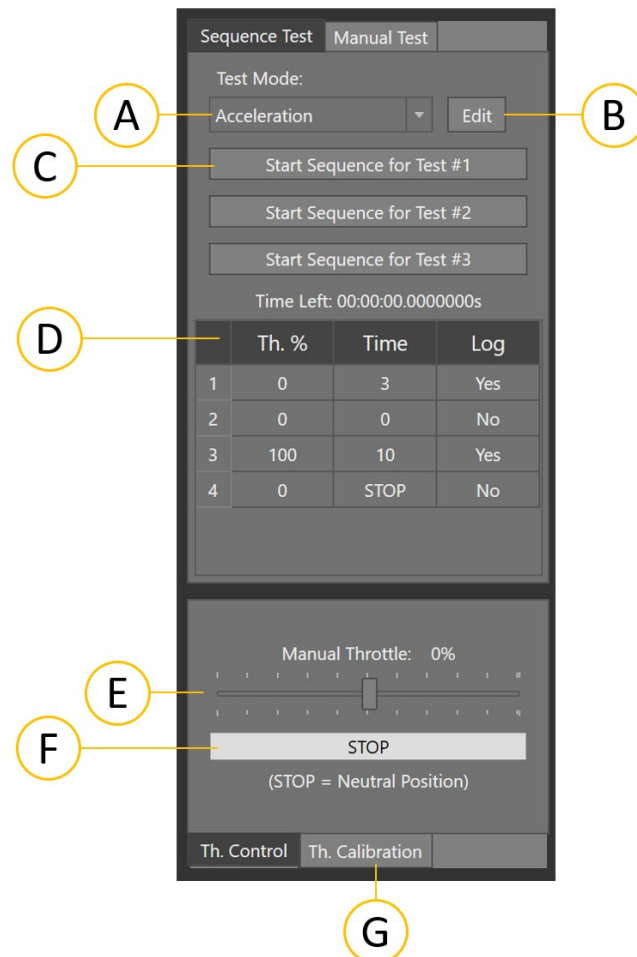 Sequence Test Manual Test
Test Mode:
A Acceleration Edit B
C Start Sequence for Test #1
Start Sequence for Test #2
Start Sequence for Test #3
Time Left: 00:00:00.0000000s
D Th. % Time Log
1 0 3 Yes
2 0 0 No
3 100 10 Yes
4 0 STOP No
Manual Throttle: 0%
E
F STOP
(STOP = Neutral Position)
Th. Control Th. Calibration
G